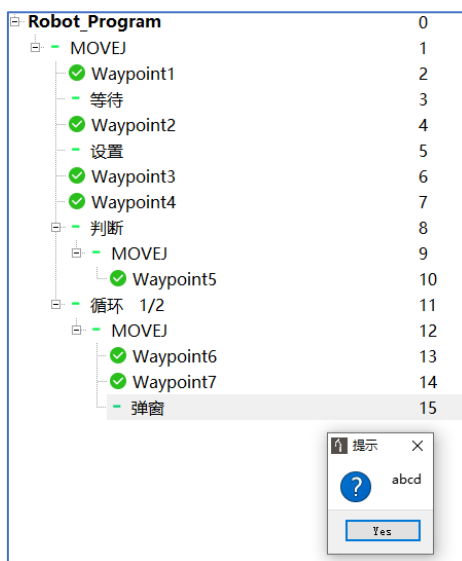 Robot_Program 0
MOVEJ 1
Waypoint1 2
等待 3
Waypoint2 4
设置 5
Waypoint3 6
Waypoint4 7
判断 8
MOVEJ 9
Waypoint5 10
循环 1/2 11
MOVEJ 12
Waypoint6 13
Waypoint7 14
弹窗 15
提示
abcd
Yes